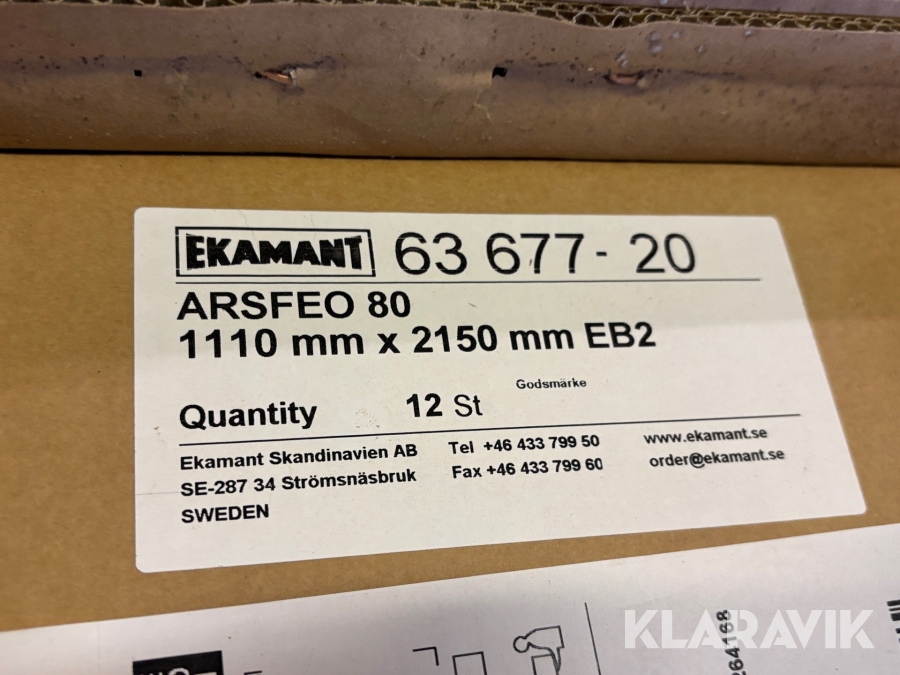 EKAMANT 63 677- 20
ARSFEO 80
1110 mm x 2150 mm EB2
Godsmärke
Quantity 12 St
Ekamant Skandinavien AB Tel +46 433 799 50 www.ekamant.se
SE-287 34 Strömsnäsbruk Fax +46 433 799 60 order@ekamant.se
SWEDEN
KLARAVIK
264168